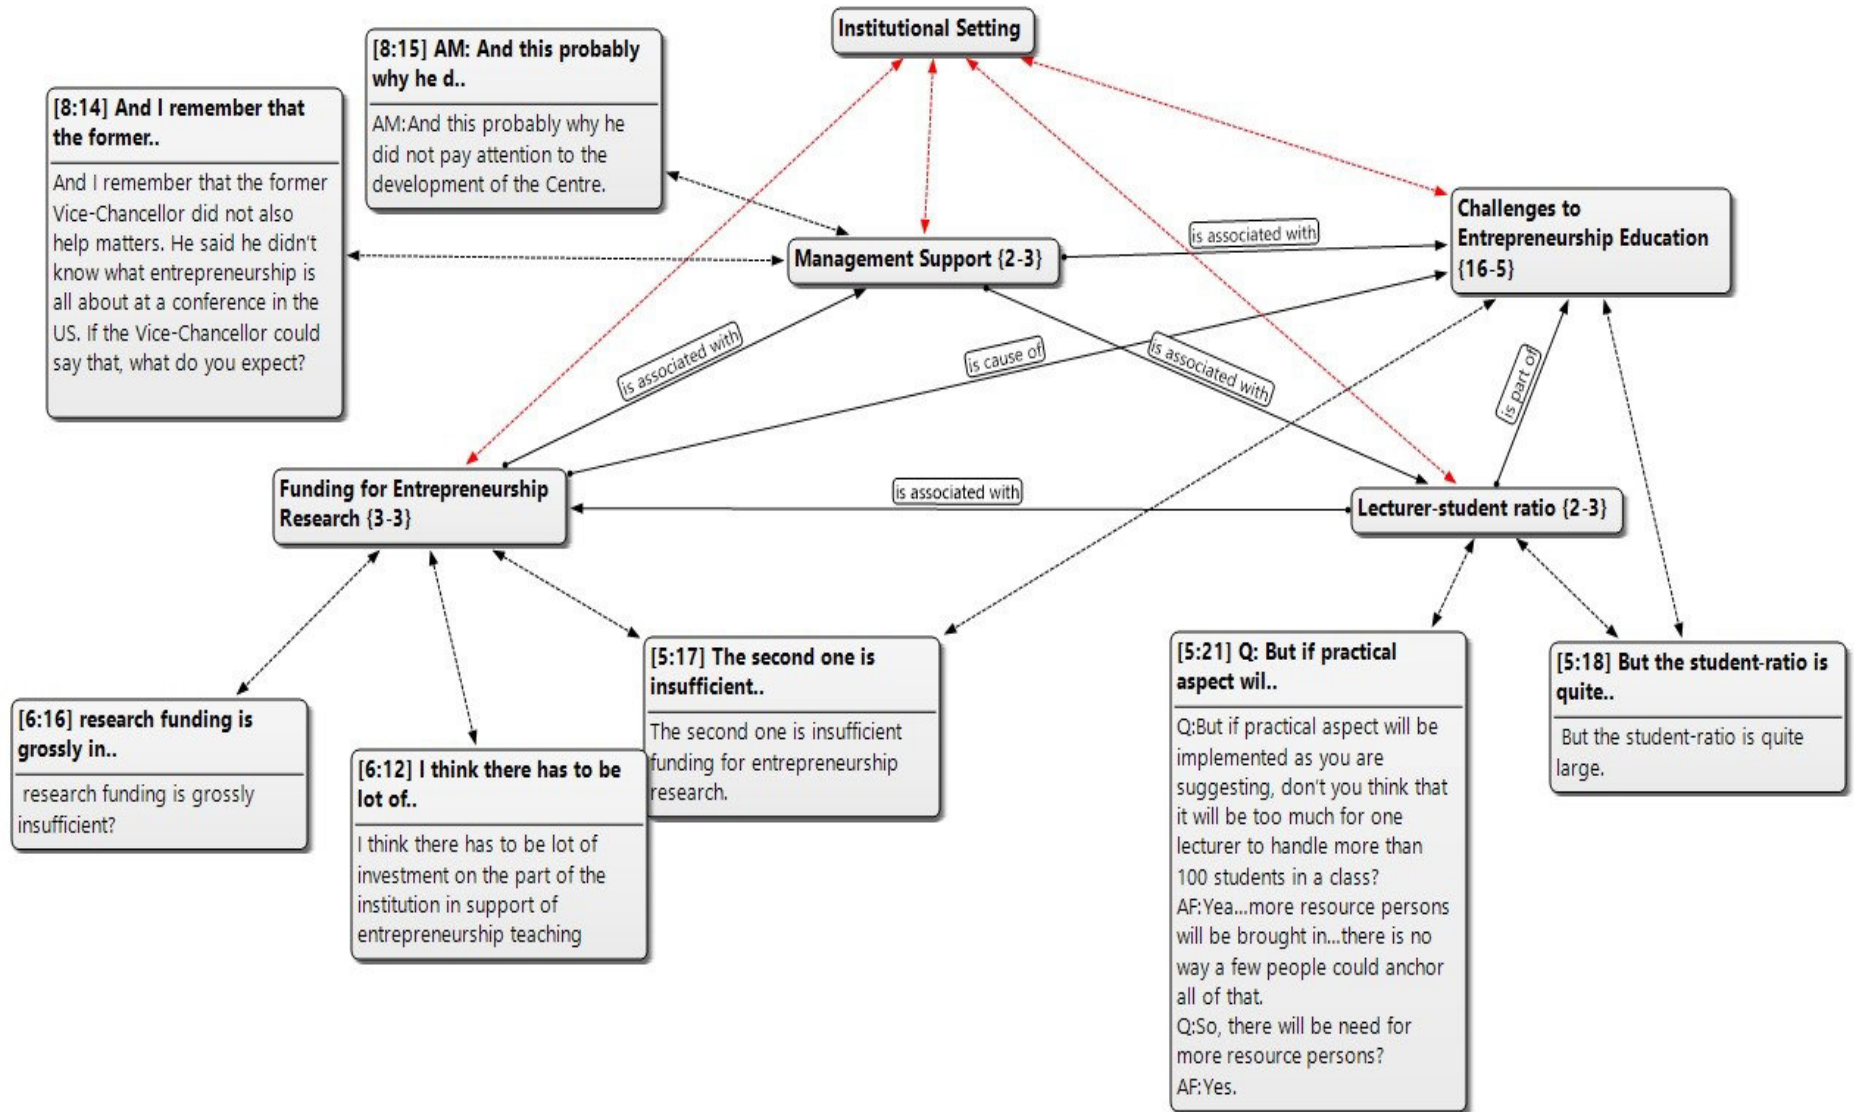 Institutional Setting
[8:15] AM: And this probably
why he d..
AM:And this probably why he
did not pay attention to the
development of the Centre.
[8:14] And I remember that
the former..
And I remember that the former
Vice-Chancellor did not also
help matters. He said he didn't
know what entrepreneurship is
all about at a conference in the
US. If the Vice-Chancellor could
say that, what do you expect?
Management Support {2-3}
is associated with
Challenges to
Entrepreneurship Education
{16-5}
is associated with
is cause of
is associated with
is part of
Funding for Entrepreneurship
Research {3-3}
is associated with
Lecturer-student ratio {2-3}
[6:16] research funding is
grossly in..
research funding is grossly
insufficient?
[6:12] I think there has to be
lot of..
I think there has to be lot of
investment on the part of the
institution in support of
entrepreneurship teaching
[5:17] The second one is
insufficient..
The second one is insufficient
funding for entrepreneurship
research.
[5:21] Q: But if practical
aspect wil..
Q:But if practical aspect will be
implemented as you are
suggesting, don't you think that
it will be too much for one
lecturer to handle more than
100 students in a class?
AF:Yea...more resource persons
will be brought in...there is no
way a few people could anchor
all of that.
Q:So, there will be need for
more resource persons?
AF:Yes.
[5:18] But the student-ratio is
quite..
But the student-ratio is quite
large.